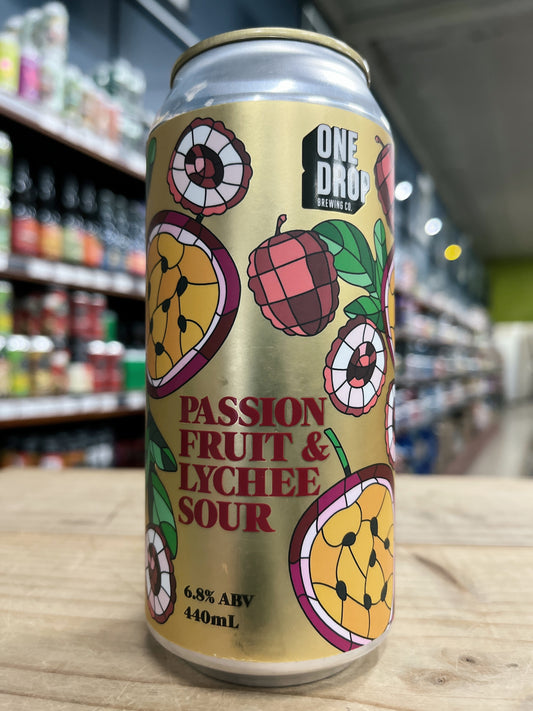 ONE
DROP
BREWING CO.
PASSION
FRUIT &
LYCHEE
SOUR
6.8% ABV
440mL